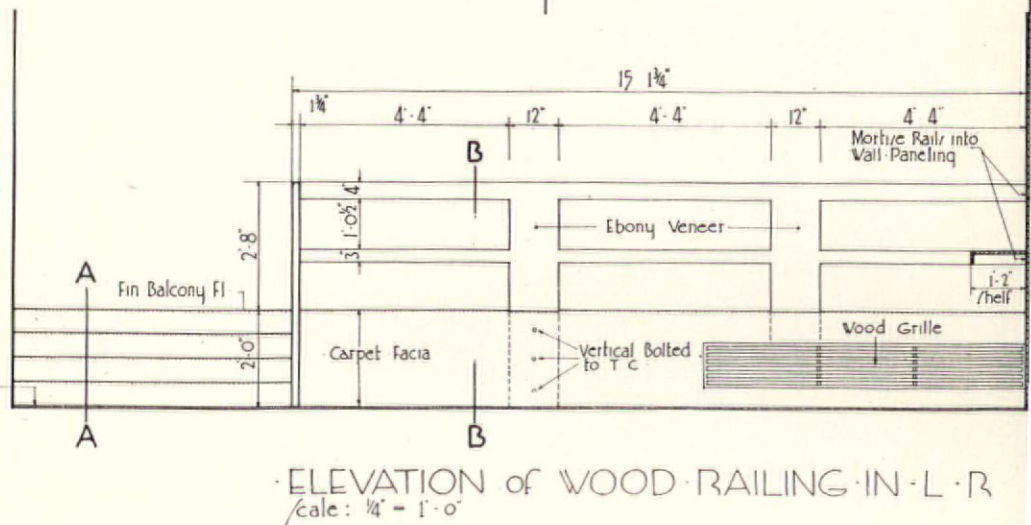 15 1¾"
1¾" 4'-4" 12" 4'-4" 12" 4' 4"
Mortise Rails into
Wall Paneling
B
4"
1'-0½"
3"
Ebony Veneer
2'-8"
A
Fin Balcony Fl
1'-2"
Shelf
Wood Grille
2'-0"
Carpet Facia
Vertical Bolted
to T C
A
B
·ELEVATION of WOOD·RAILING·IN·L·R
Scale: ¼" = 1'-0"